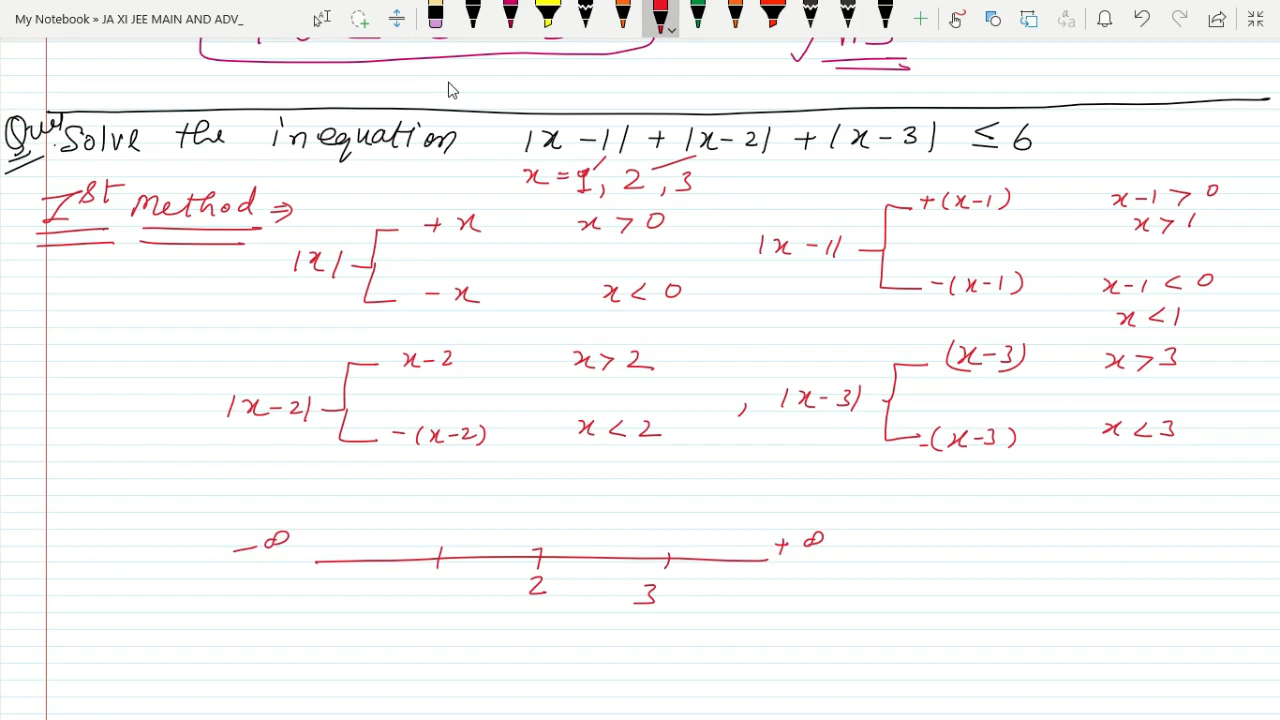 My Notebook » JA XI JEE MAIN AND ADV_
Ques. Solve the inequation |x-1| + |x-2| + |x-3| ≤ 6
x = 1, 2, 3
Ist Method ⇒
|x| + x x > 0
- x x < 0
|x-1| +(x-1) x-1 > 0
x > 1
-(x-1) x-1 < 0
x < 1
|x-2| x-2 x > 2
-(x-2) x < 2
, |x-3| (x-3) x > 3
-(x-3) x < 3
-∞ +∞
2 3